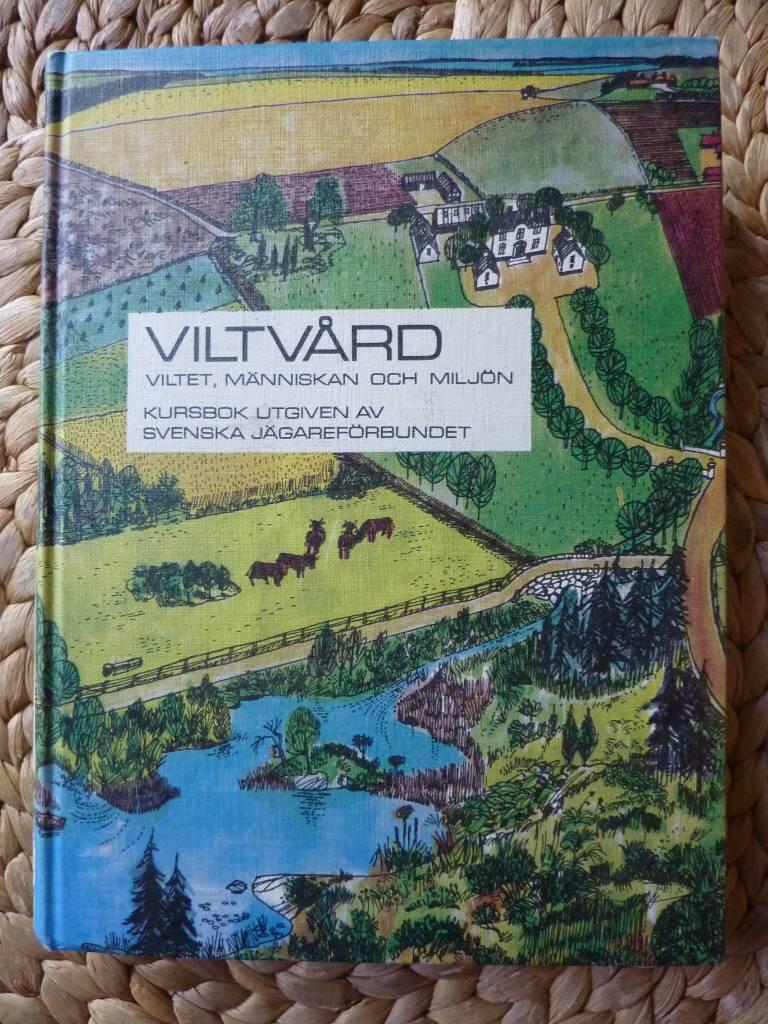 VILTVÅRD
VILTET, MÄNNISKAN OCH MILJÖN
KURSBOK UTGIVEN AV
SVENSKA JÄGAREFÖRBUNDET